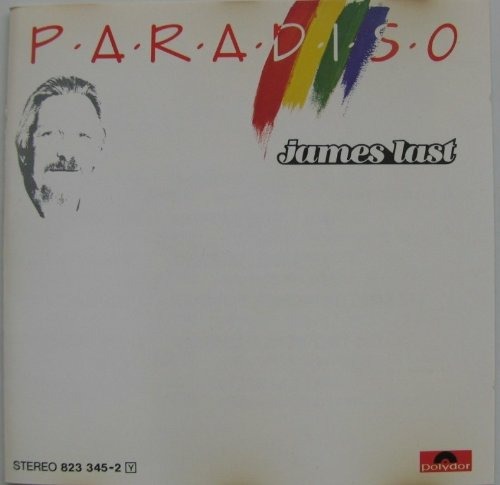 P·A·R·A·D·I·S·O
james last
STEREO 823 345-2 Y
polydor